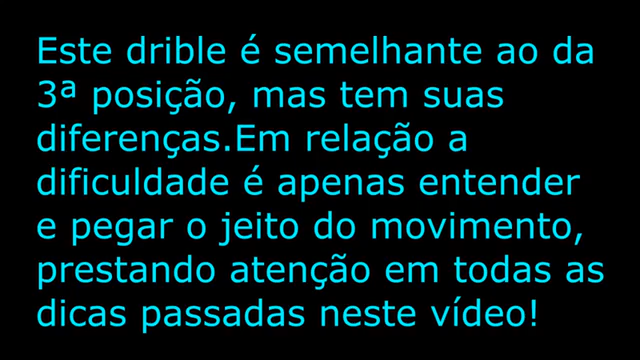 Este drible é semelhante ao da
3ª posição, mas tem suas
diferenças.Em relação a
dificuldade é apenas entender
e pegar o jeito do movimento,
prestando atenção em todas as
dicas passadas neste vídeo!